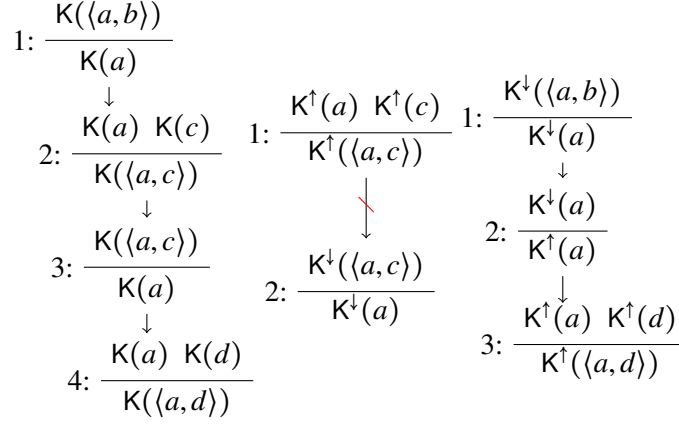 1: K(⟨a, b⟩)
K(a)
↓
2: K(a) K(c)
K(⟨a, c⟩)
↓
3: K(⟨a, c⟩)
K(a)
↓
4: K(a) K(d)
K(⟨a, d⟩)
1: K↑(a) K↑(c)
K↑(⟨a, c⟩)
2: K↓(⟨a, c⟩)
K↓(a)
1: K↓(⟨a, b⟩)
K↓(a)
↓
2: K↓(a)
K↑(a)
↓
3: K↑(a) K↑(d)
K↑(⟨a, d⟩)